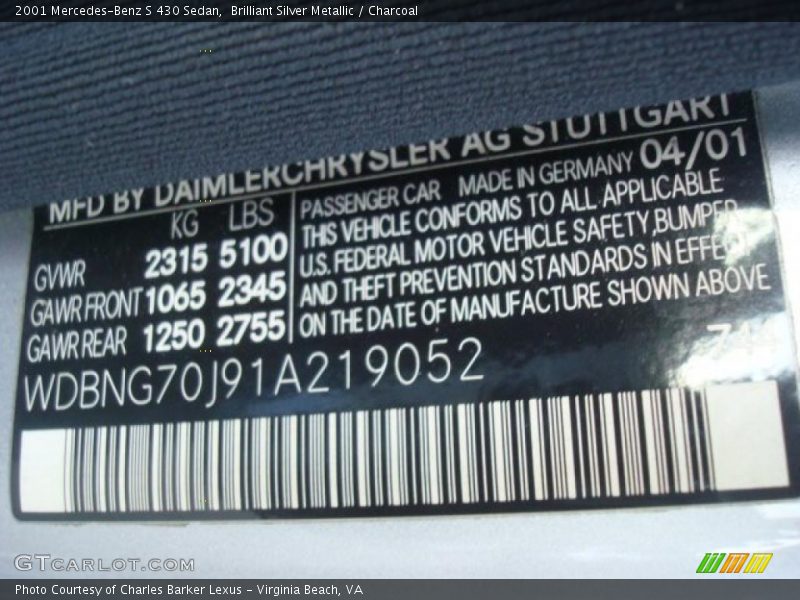 2001 Mercedes-Benz S 430 Sedan,  Brilliant Silver Metallic / Charcoal
MFD BY DAIMLERCHRYSLER AG STUTTGART
KG LBS
GVWR 2315 5100
GAWR FRONT 1065 2345
GAWR REAR 1250 2755
PASSENGER CAR MADE IN GERMANY 04/01
THIS VEHICLE CONFORMS TO ALL APPLICABLE
U.S. FEDERAL MOTOR VEHICLE SAFETY, BUMPER
AND THEFT PREVENTION STANDARDS IN EFFECT
ON THE DATE OF MANUFACTURE SHOWN ABOVE
WDBNG70J91A219052
GTCARLOT.COM
Photo Courtesy of Charles Barker Lexus - Virginia Beach, VA